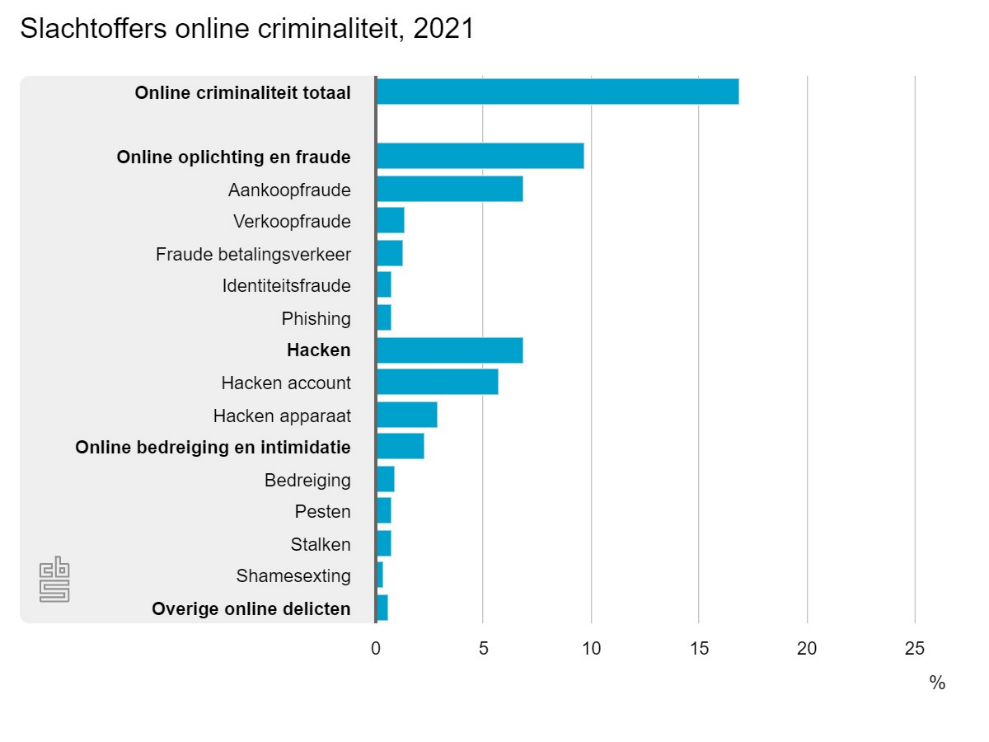 Slachtoffers online criminaliteit, 2021
Online criminaliteit totaal
Online oplichting en fraude
Aankoopfraude
Verkoopfraude
Fraude betalingsverkeer
Identiteitsfraude
Phishing
Hacken
Hacken account
Hacken apparaat
Online bedreiging en intimidatie
Bedreiging
Pesten
Stalken
Shamesexting
Overige online delicten
cbs
0 5 10 15 20 25
%